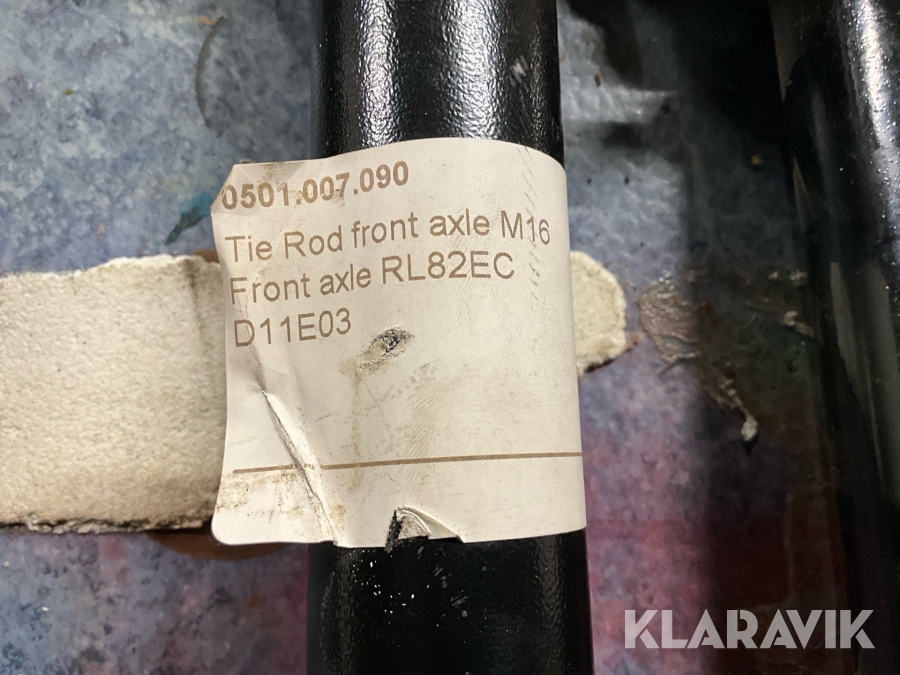 0501.007.090
Tie Rod front axle M16
Front axle RL82EC
D11E03
KLARAVIK